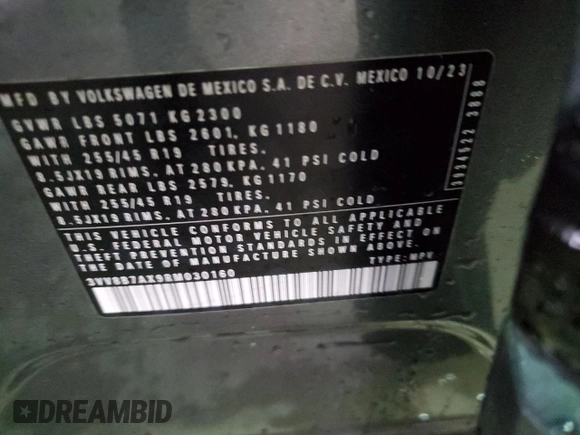 MFD BY VOLKSWAGEN DE MEXICO S.A. DE C.V. MEXICO 10/23
GVWR LBS 5071 KG 2300
GAWR FRONT LBS 2601, KG 1180
WITH 255/45 R19 TIRES.
8.5JX19 RIMS. AT 280 KPA. 41 PSI COLD
GAWR REAR LBS 2579, KG 1170
WITH 255/45 R19 TIRES.
8.5JX19 RIMS. AT 280 KPA. 41 PSI COLD
THIS VEHICLE CONFORMS TO ALL APPLICABLE
U.S. FEDERAL MOTOR VEHICLE SAFETY AND
THEFT PREVENTION STANDARDS IN EFFECT ON
THE DATE OF MANUFACTURE SHOWN ABOVE.
3VV8B7AX9RM030160 TYPE: MPV
DREAMBID